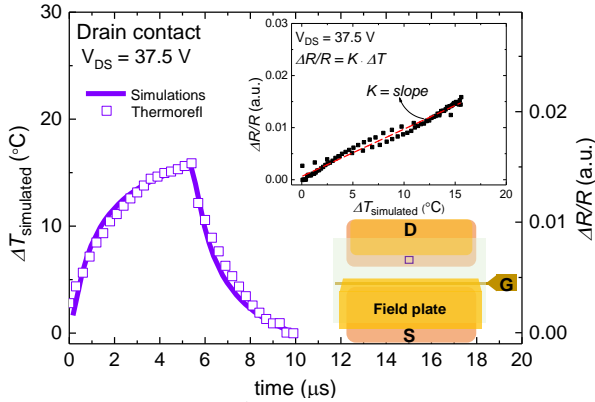 Drain contact
V_DS = 37.5 V
Simulations
Thermorefl
ΔT_simulated (°C)
30
20
10
0
0 2 4 6 8 10 12 14 16 18 20
time (μs)
ΔR/R (a.u.)
0.02
0.01
0.00
V_DS = 37.5 V
ΔR/R = K · ΔT
K = slope
ΔR/R (a.u.)
0.03
0.02
0.01
0.00
0 5 10 15 20
ΔT_simulated (°C)
D
G
Field plate
S